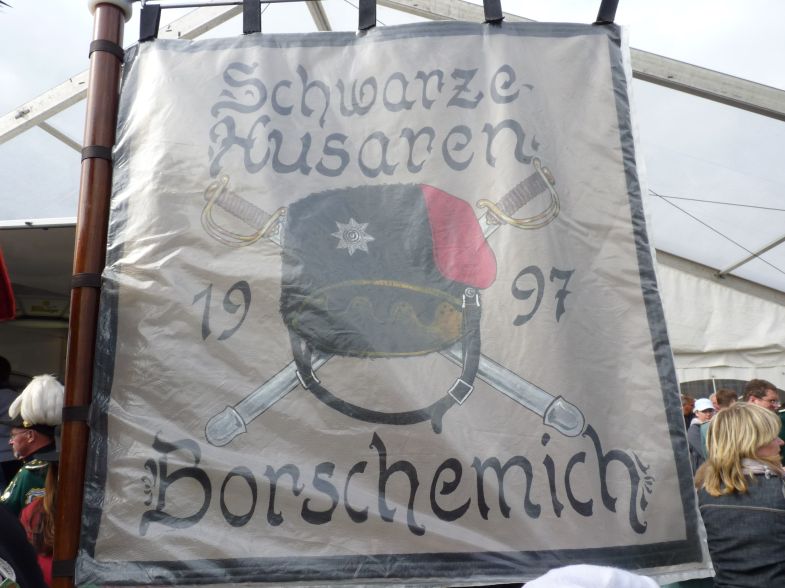 Schwarze
Husaren
19 97
Borschemich